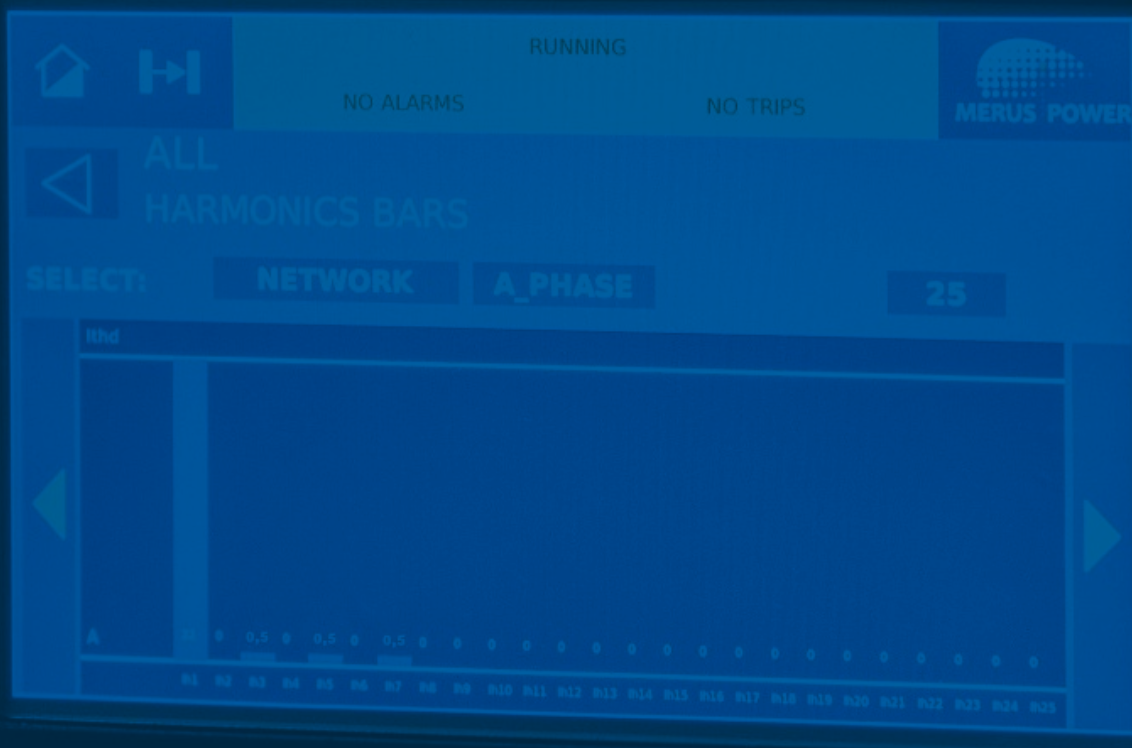 RUNNING
NO ALARMS NO TRIPS
MERUS POWER
ALL
HARMONICS BARS
SELECT: NETWORK A_PHASE 25
Ithd
A 0 0,5 0 0,5 0 0,5 0 0 0 0 0 0 0 0 0 0 0 0 0 0 0 0 0 0
Ih1 Ih2 Ih3 Ih4 Ih5 Ih6 Ih7 Ih8 Ih9 Ih10 Ih11 Ih12 Ih13 Ih14 Ih15 Ih16 Ih17 Ih18 Ih19 Ih20 Ih21 Ih22 Ih23 Ih24 Ih25